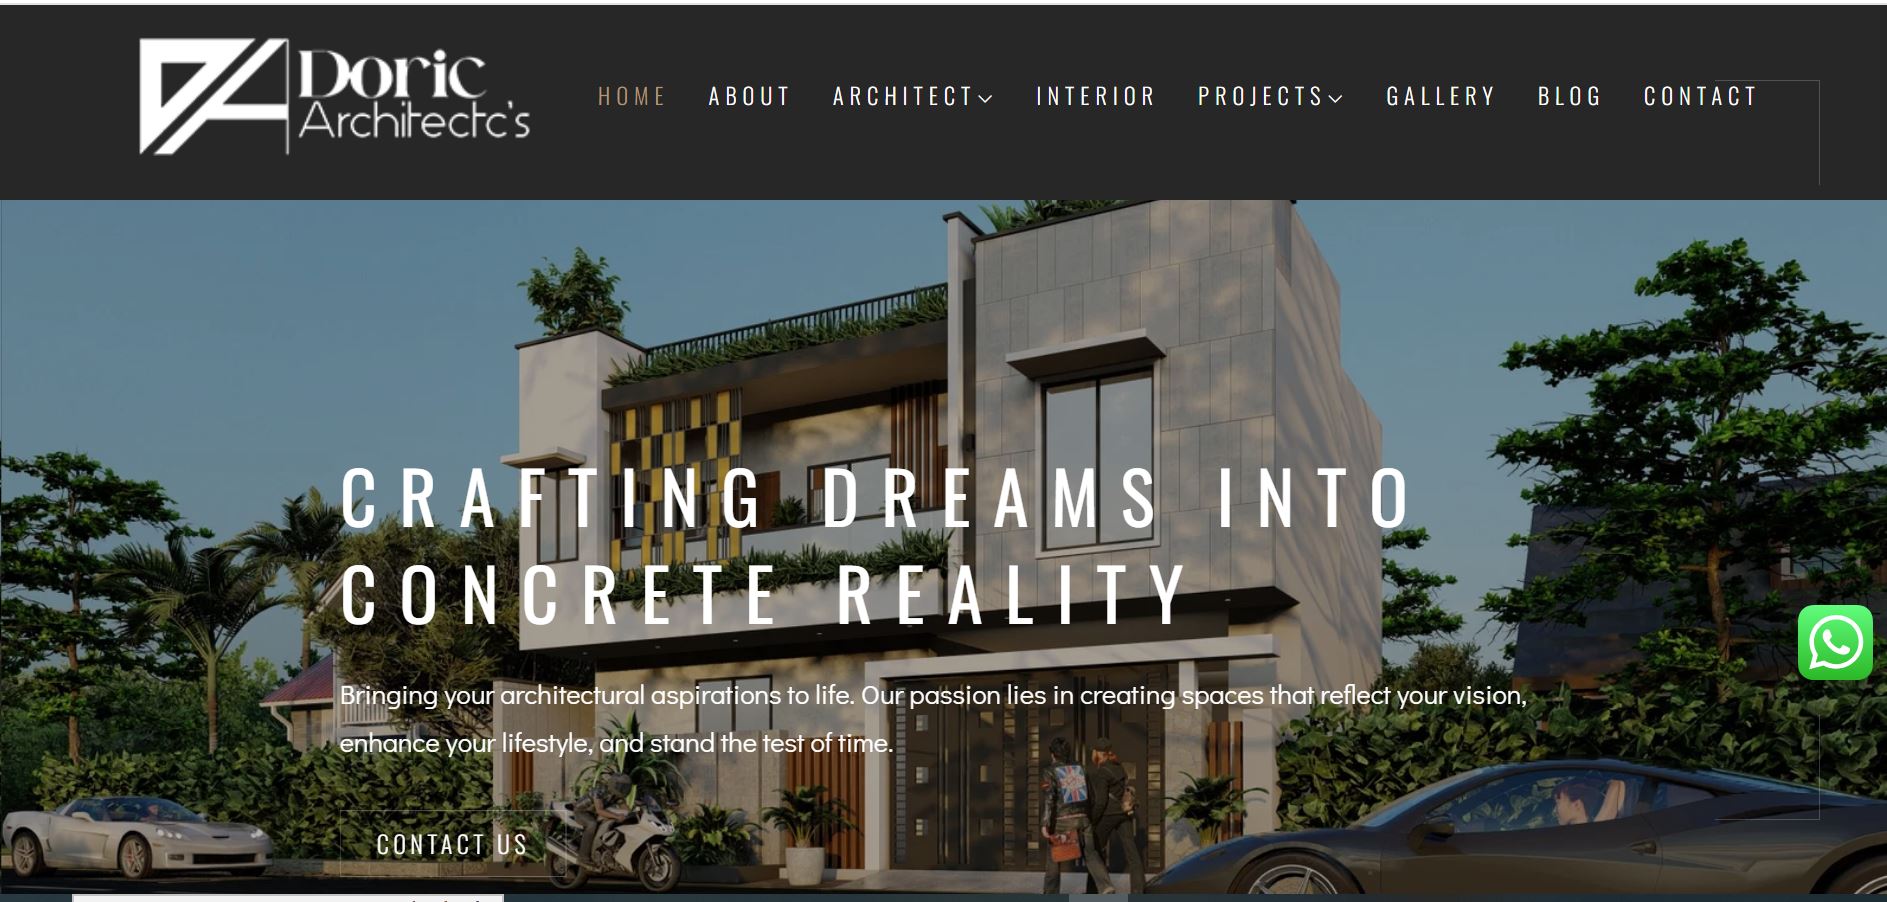 Doric
Architectc's
HOME ABOUT ARCHITECT INTERIOR PROJECTS GALLERY BLOG CONTACT
CRAFTING DREAMS INTO
CONCRETE REALITY
Bringing your architectural aspirations to life. Our passion lies in creating spaces that reflect your vision,
enhance your lifestyle, and stand the test of time.
CONTACT US